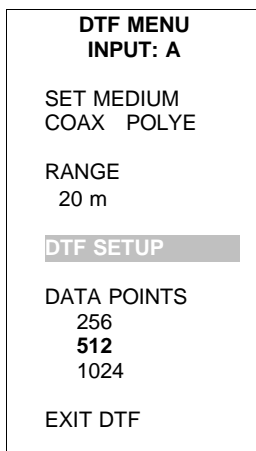 DTF MENU
INPUT: A
SET MEDIUM
COAX POLYE
RANGE
20 m
DTF SETUP
DATA POINTS
256
512
1024
EXIT DTF